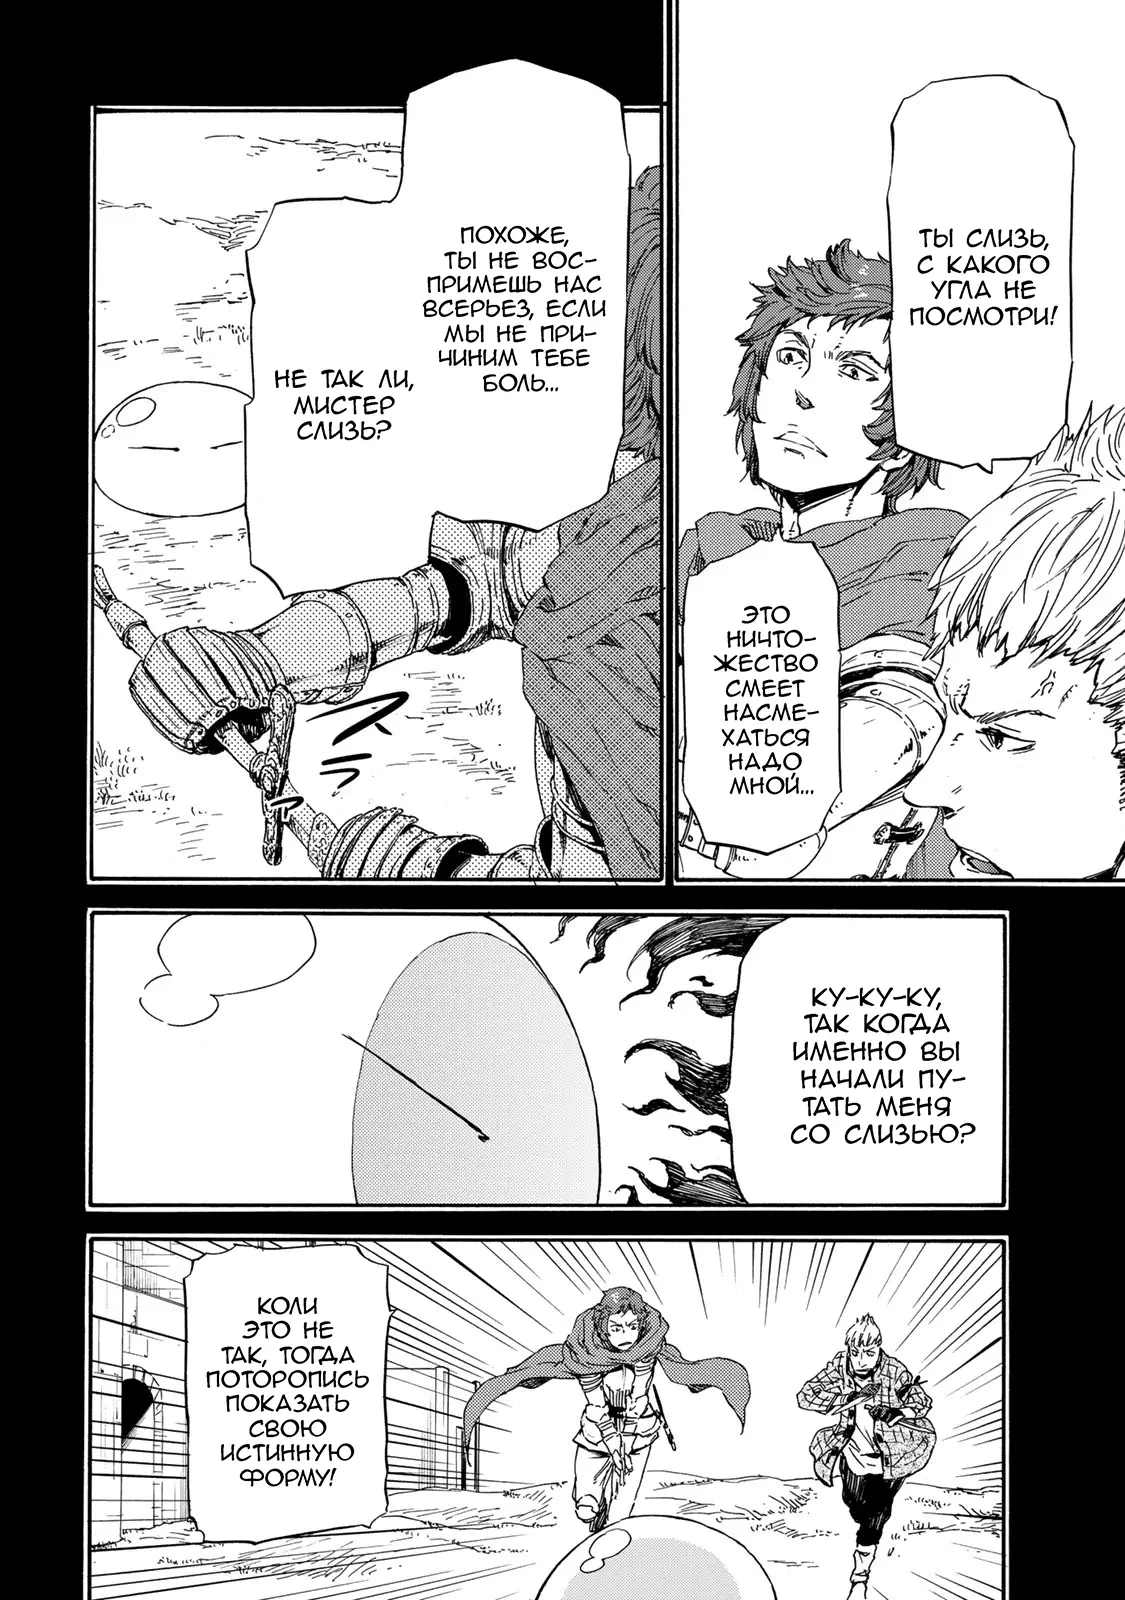 ТЫ СЛИЗЬ,
С КАКОГО
УГЛА НЕ
ПОСМОТРИ!
ЭТО
НИЧТО-
ЖЕСТВО
СМЕЕТ
НАСМЕ-
ХАТЬСЯ
НАДО
МНОЙ...
ПОХОЖЕ,
ТЫ НЕ ВОС-
ПРИМЕШЬ НАС
ВСЕРЬЕЗ, ЕСЛИ
МЫ НЕ ПРИ-
ЧИНИМ ТЕБЕ
БОЛЬ...
НЕ ТАК ЛИ,
МИСТЕР
СЛИЗЬ?
スァ
КУ-КУ-КУ,
ТАК КОГДА
ИМЕННО ВЫ
НАЧАЛИ ПУ-
ТАТЬ МЕНЯ
СО СЛИЗЬЮ?
КОЛИ
ЭТО НЕ
ТАК, ТОГДА
ПОТОРОПИСЬ
ПОКАЗАТЬ
СВОЮ
ИСТИННУЮ
ФОРМУ!